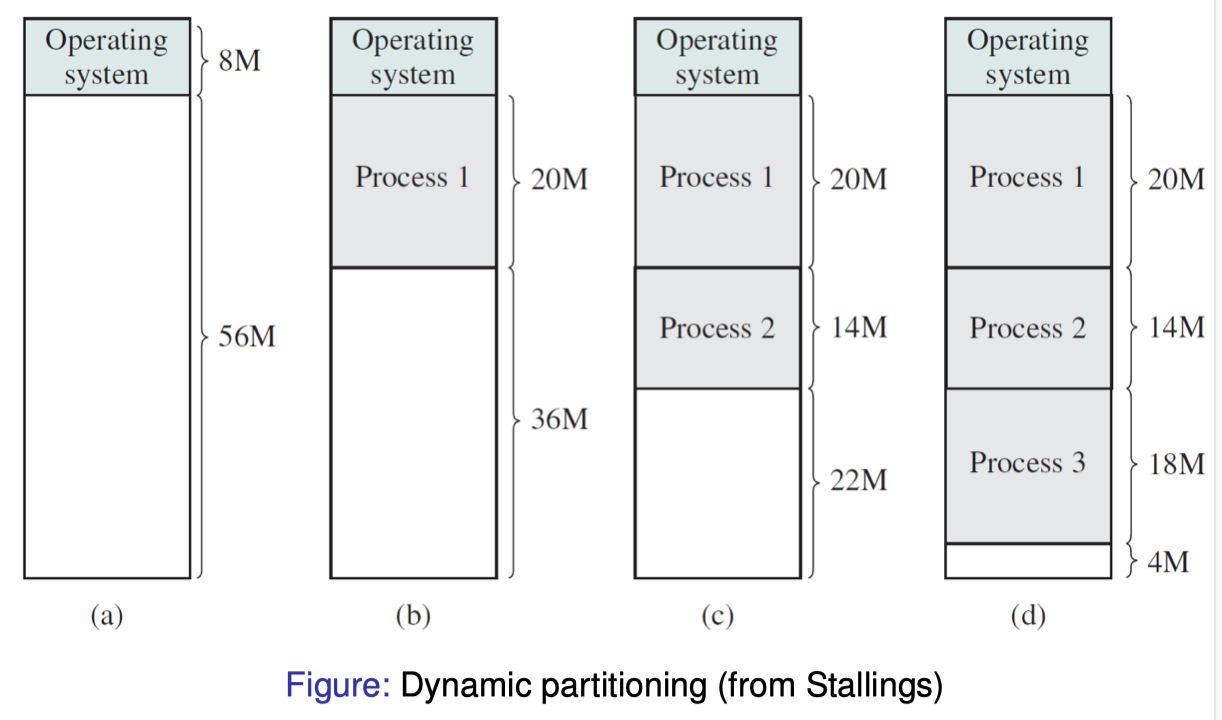 Operating
system
8M
56M
(a)
Operating
system
Process 1
20M
36M
(b)
Operating
system
Process 1
20M
Process 2
14M
22M
(c)
Operating
system
Process 1
20M
Process 2
14M
Process 3
18M
4M
(d)
Figure: Dynamic partitioning (from Stallings)